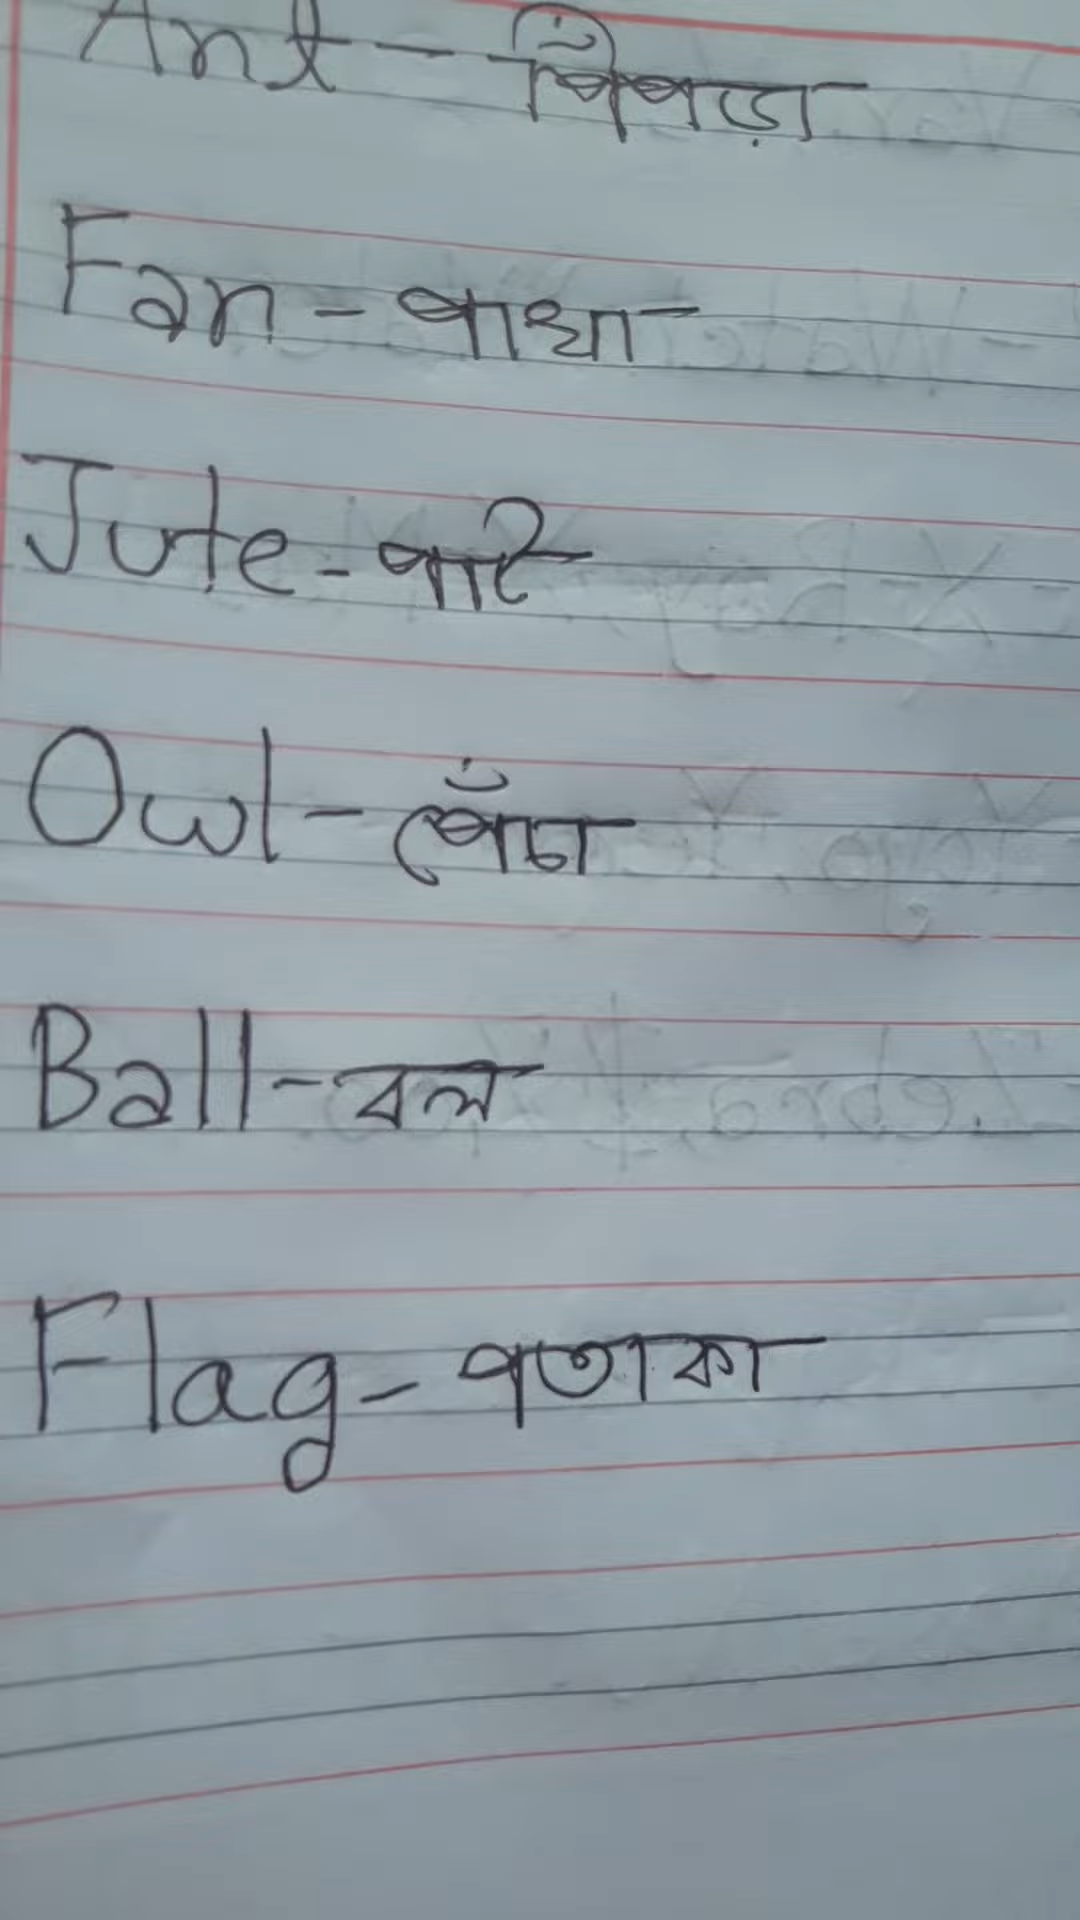 Ant - পিঁপড়া
Fan - পাখা
Jute - পাট
Owl - পেঁচা
Ball - বল
Flag - পতাকা